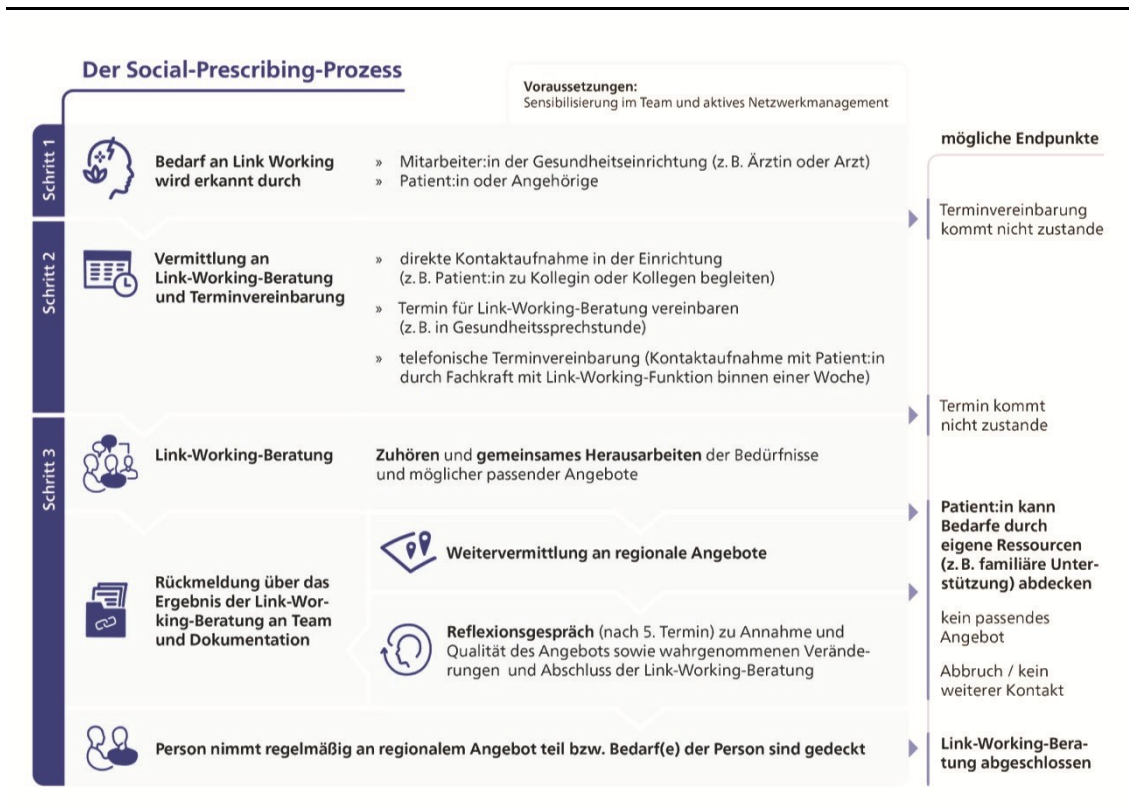 Der Social-Prescribing-Prozess
Voraussetzungen:
Sensibilisierung im Team und aktives Netzwerkmanagement
mögliche Endpunkte
Schritt 1
Bedarf an Link Working
wird erkannt durch
» Mitarbeiter:in der Gesundheitseinrichtung (z. B. Ärztin oder Arzt)
» Patient:in oder Angehörige
Terminvereinbarung
kommt nicht zustande
Schritt 2
Vermittlung an
Link-Working-Beratung
und Terminvereinbarung
» direkte Kontaktaufnahme in der Einrichtung
(z. B. Patient:in zu Kollegin oder Kollegen begleiten)
» Termin für Link-Working-Beratung vereinbaren
(z. B. in Gesundheitssprechstunde)
» telefonische Terminvereinbarung (Kontaktaufnahme mit Patient:in
durch Fachkraft mit Link-Working-Funktion binnen einer Woche)
Termin kommt
nicht zustande
Schritt 3
Link-Working-Beratung
Zuhören und gemeinsames Herausarbeiten der Bedürfnisse
und möglicher passender Angebote
Patient:in kann
Bedarfe durch
eigene Ressourcen
(z. B. familiäre Unter-
stützung) abdecken
kein passendes
Angebot
Abbruch / kein
weiterer Kontakt
Weitervermittlung an regionale Angebote
Rückmeldung über das
Ergebnis der Link-Wor-
king-Beratung an Team
und Dokumentation
Reflexionsgespräch (nach 5. Termin) zu Annahme und
Qualität des Angebots sowie wahrgenommenen Verände-
rungen und Abschluss der Link-Working-Beratung
Person nimmt regelmäßig an regionalem Angebot teil bzw. Bedarf(e) der Person sind gedeckt
Link-Working-Bera-
tung abgeschlossen